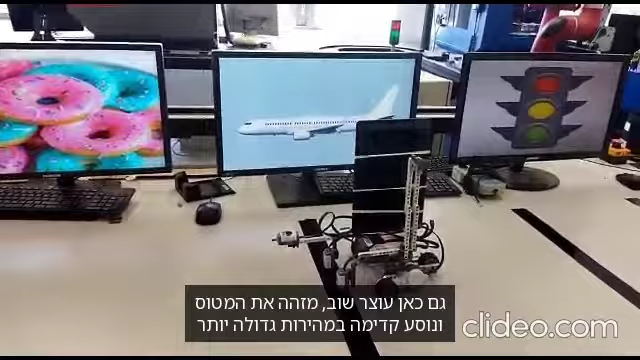 גם כאן עוצר שוב, מזהה את המטוס
ונוסע קדימה במהירות גדולה יותר
clideo.com